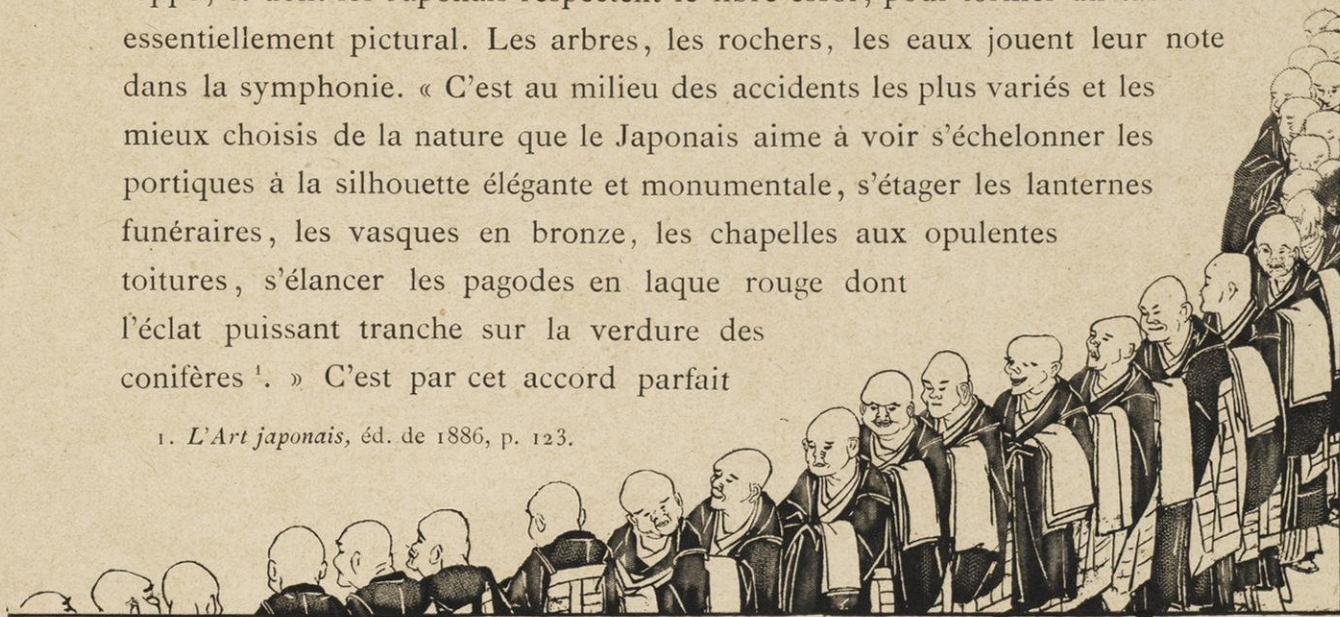 essentiellement pictural. Les arbres, les rochers, les eaux jouent leur note
dans la symphonie. « C'est au milieu des accidents les plus variés et les
mieux choisis de la nature que le Japonais aime à voir s'échelonner les
portiques à la silhouette élégante et monumentale, s'étager les lanternes
funéraires, les vasques en bronze, les chapelles aux opulentes
toitures, s'élancer les pagodes en laque rouge dont
l'éclat puissant tranche sur la verdure des
conifères ¹. » C'est par cet accord parfait
1. L'Art japonais, éd. de 1886, p. 123.